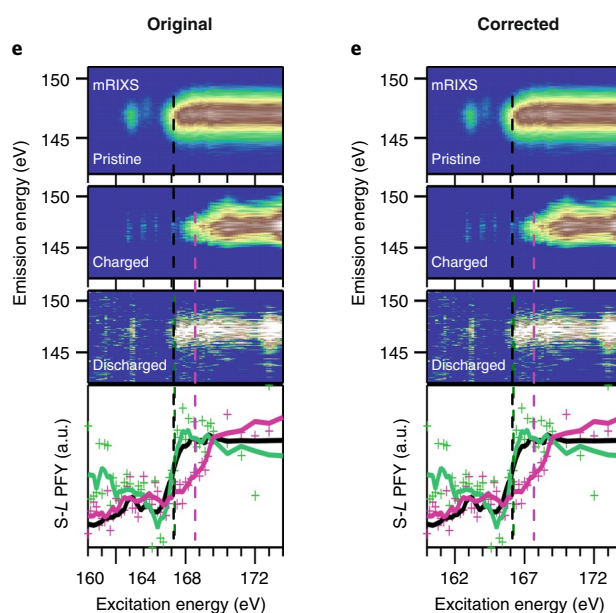 Original
Corrected
e
150
mRIXS
145
Pristine
150
145
Charged
150
145
Discharged
Emission energy (eV)
S-L PFY (a.u.)
160 164 168 172
Excitation energy (eV)
e
150
mRIXS
145
Pristine
150
145
Charged
150
145
Discharged
Emission energy (eV)
S-L PFY (a.u.)
162 167 172
Excitation energy (eV)